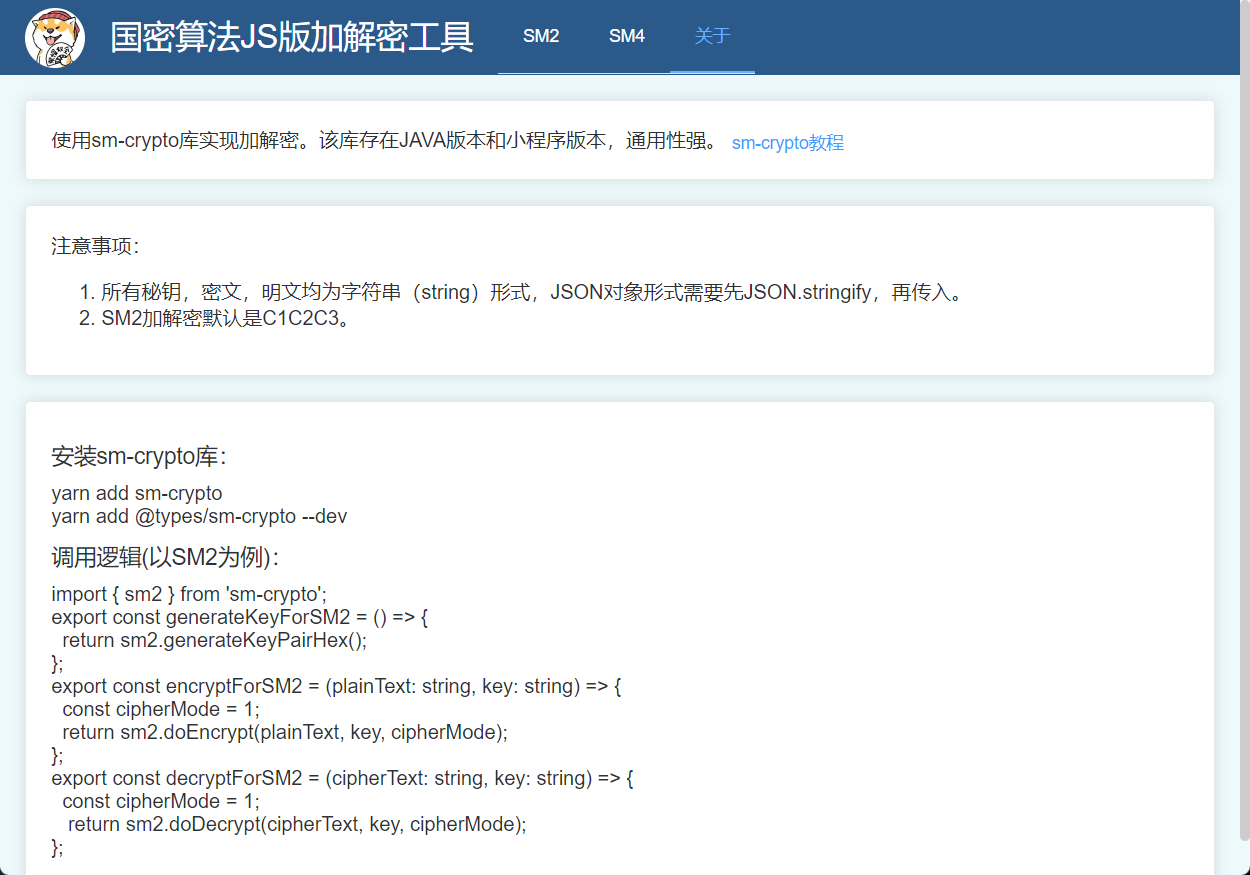 国密算法JS版加解密工具
SM2
SM4
关于
使用sm-crypto库实现加解密。该库存在JAVA版本和小程序版本，通用性强。 sm-crypto教程
注意事项：
1. 所有秘钥，密文，明文均为字符串（string）形式，JSON对象形式需要先JSON.stringify，再传入。
2. SM2加解密默认是C1C2C3。
安装sm-crypto库：
yarn add sm-crypto
yarn add @types/sm-crypto --dev
调用逻辑(以SM2为例)：
import { sm2 } from 'sm-crypto';
export const generateKeyForSM2 = () => {
return sm2.generateKeyPairHex();
};
export const encryptForSM2 = (plainText: string, key: string) => {
const cipherMode = 1;
return sm2.doEncrypt(plainText, key, cipherMode);
};
export const decryptForSM2 = (cipherText: string, key: string) => {
const cipherMode = 1;
return sm2.doDecrypt(cipherText, key, cipherMode);
};